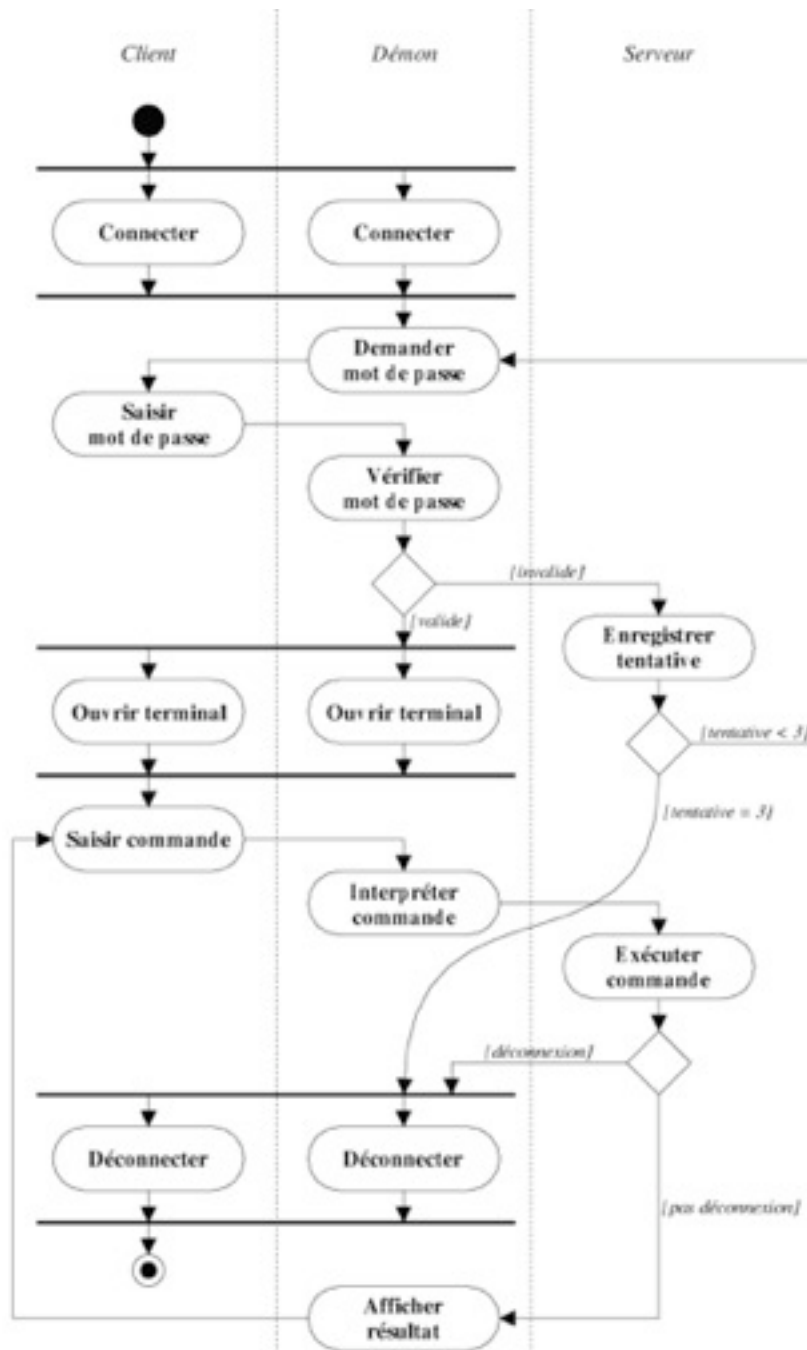 Client Démon Serveur
Connecter Connecter
Demander
mot de passe
Saisir
mot de passe
Vérifier
mot de passe
[invalide]
[valide]
Enregistrer
tentative
Ouvrir terminal Ouvrir terminal
[tentative < 3]
[tentative = 3]
Saisir commande
Interpréter
commande
Exécuter
commande
[déconnexion]
Déconnecter Déconnecter
[pas déconnexion]
Afficher
résultat